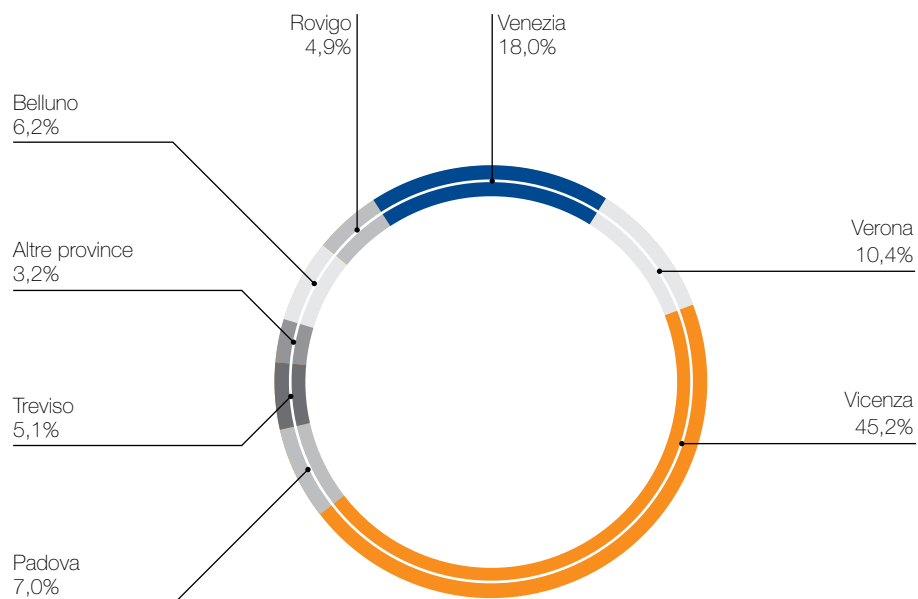 Rovigo
4,9%
Venezia
18,0%
Belluno
6,2%
Verona
10,4%
Altre province
3,2%
Treviso
5,1%
Vicenza
45,2%
Padova
7,0%